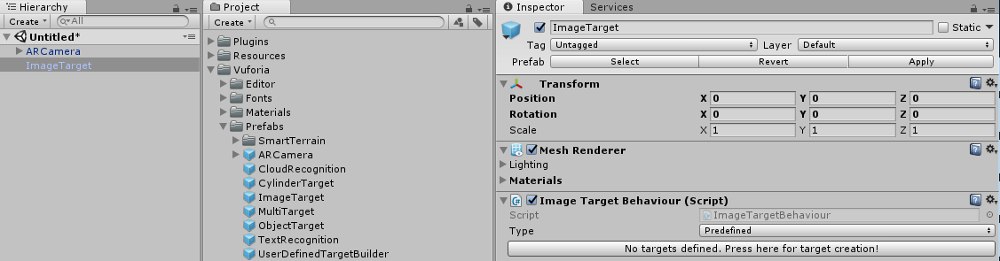 Hierarchy
Create
All
Untitled*
ARCamera
ImageTarget
Project
Create
Plugins
Resources
Vuforia
Editor
Fonts
Materials
Prefabs
SmartTerrain
ARCamera
CloudRecognition
CylinderTarget
ImageTarget
MultiTarget
ObjectTarget
TextRecognition
UserDefinedTargetBuilder
Inspector Services
ImageTarget Static
Tag Untagged Layer Default
Prefab Select Revert Apply
Transform
Position X 0 Y 0 Z 0
Rotation X 0 Y 0 Z 0
Scale X 1 Y 1 Z 1
Mesh Renderer
Lighting
Materials
C# Image Target Behaviour (Script)
Script ImageTargetBehaviour
Type Predefined
No targets defined. Press here for target creation!